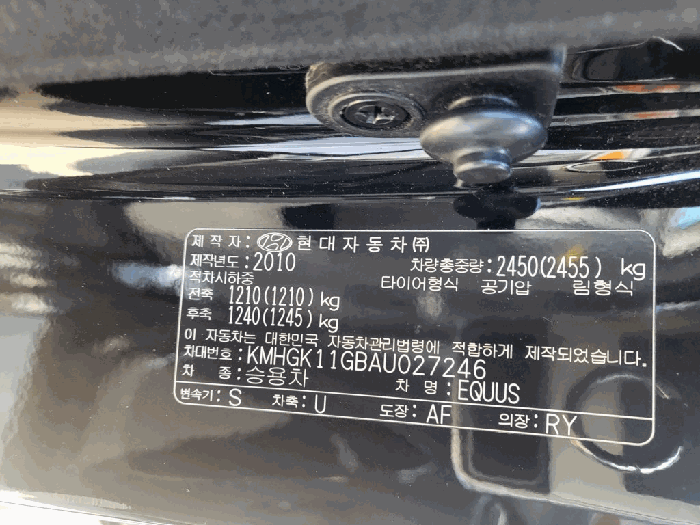 제 작 자 : 현대자동차㈜
제작년도 : 2010 차량총중량 : 2450(2455) kg
적차시하중 타이어형식 공기압 림형식
전축 1210(1210) kg
후축 1240(1245) kg
이 자동차는 대한민국 자동차관리법령에 적합하게 제작되었습니다.
차대번호 : KMHGK11GBAU027246
차 종 : 승용차 차 명 : EQUUS
변속기 : S 차축 : U 도장 : AF 의장 : RY